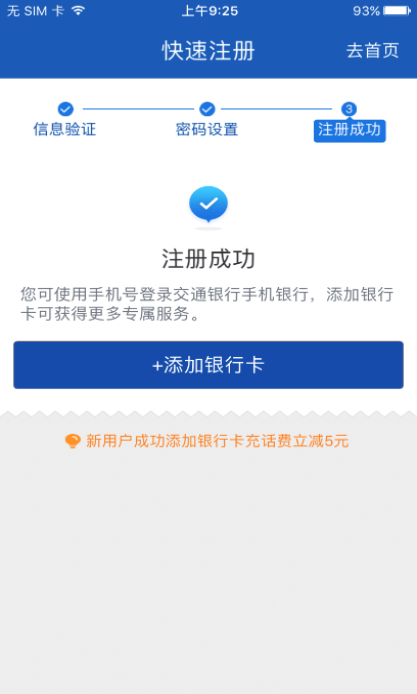 无 SIM 卡 上午9:25 93%
快速注册 去首页
3
信息验证 密码设置 注册成功
注册成功
您可使用手机号登录交通银行手机银行，添加银行
卡可获得更多专属服务。
+添加银行卡
新用户成功添加银行卡充话费立减5元